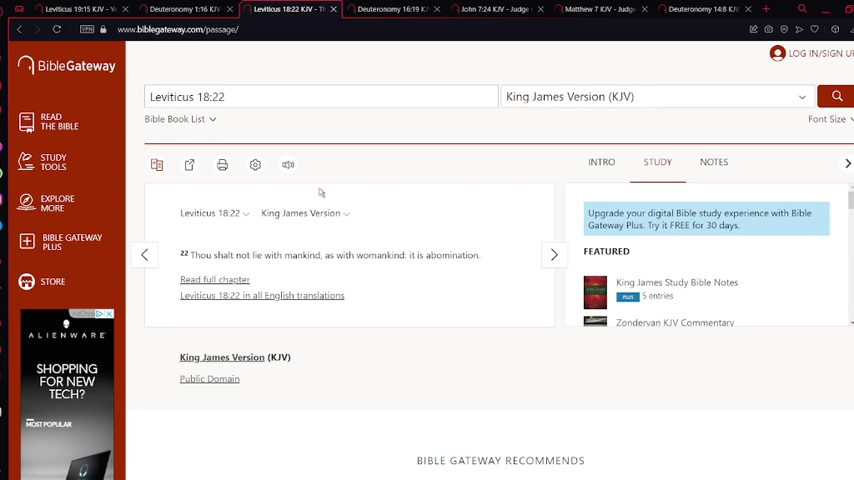 Leviticus 19:15 KJV - Ye
Deuteronomy 1:16 KJV -
Leviticus 18:22 KJV - Th
Deuteronomy 16:19 KJV
John 7:24 KJV - Judge
Matthew 7 KJV - Judge
Deuteronomy 14:8 KJV
VPN
www.biblegateway.com/passage/
BibleGateway
LOG IN/SIGN UP
Leviticus 18:22
King James Version (KJV)
Bible Book List
Font Size
READ
THE BIBLE
STUDY
TOOLS
EXPLORE
MORE
BIBLE GATEWAY
PLUS
STORE
INTRO
STUDY
NOTES
Leviticus 18:22
King James Version
22 Thou shalt not lie with mankind, as with womankind: it is abomination.
Read full chapter
Leviticus 18:22 in all English translations
Upgrade your digital Bible study experience with Bible
Gateway Plus. Try it FREE for 30 days.
FEATURED
King James Study Bible Notes
PLUS 5 entries
Zondervan KJV Commentary
King James Version (KJV)
Public Domain
ALIENWARE
SHOPPING
FOR NEW
TECH?
MOST POPULAR
BIBLE GATEWAY RECOMMENDS